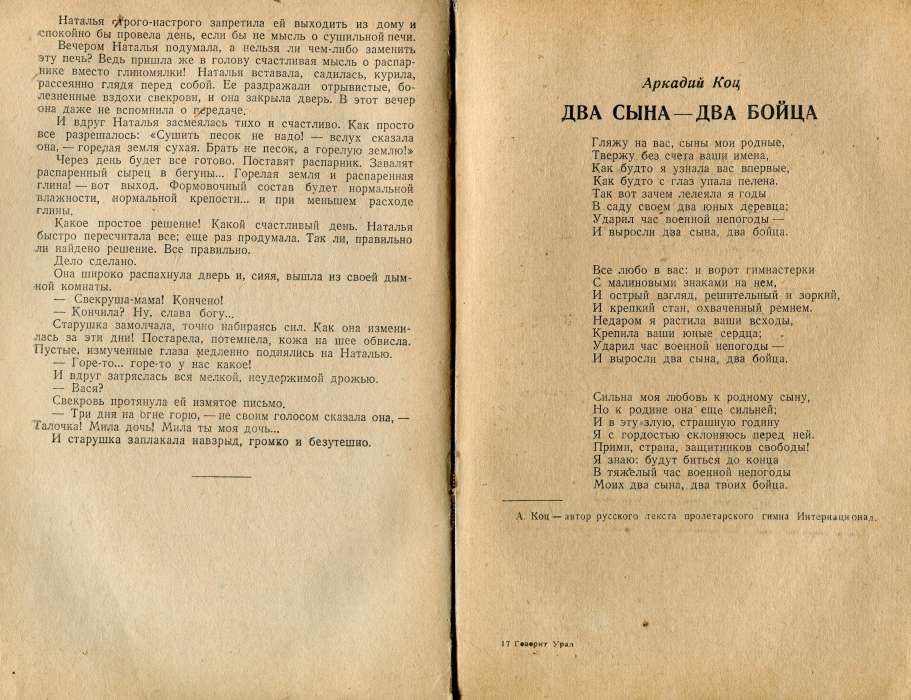 Наталья строго-настрого запретила ей выходить из дому и
спокойно бы провела день, если бы не мысль о сушильной печи.
Вечером Наталья подумала, а нельзя ли чем-либо заменить
эту печь? Ведь пришла же в голову счастливая мысль о распар-
нике вместо глиномялки! Наталья вставала, садилась, курила,
рассеянно глядя перед собой. Ее раздражали отрывистые, бо-
лезненные вздохи свекрови, и она закрыла дверь. В этот вечер
она даже не вспомнила о передаче.
И вдруг Наталья засмеялась тихо и счастливо. Как просто
все разрешалось: «Сушить песок не надо! — вслух сказала
она, — горелая земля сухая. Брать не песок, а горелую землю!»
Через день будет все готово. Поставят распарник. Завалят
распаренный сырец в бегуны... Горелая земля и распаренная
глина! — вот выход. Формовочный состав будет нормальной
влажности, нормальной крепости... и при меньшем расходе
глины.
Какое простое решение! Какой счастливый день. Наталья
быстро пересчитала все; еще раз продумала. Так ли, правильно
ли найдено решение. Все правильно.
Дело сделано.
Она широко распахнула дверь и, сияя, вышла из своей дым-
ной комнаты.
— Свекруша-мама! Кончено!
— Кончила? Ну, слава богу...
Старушка замолчала, точно набираясь сил. Как она измени-
лась за эти дни! Постарела, потемнела, кожа на шее обвисла.
Пустые, измученные глаза медленно поднялись на Наталью.
— Горе-то... горе-то у нас какое!
И вдруг затряслась вся мелкой, неудержимой дрожью.
— Вася?
Свекровь протянула ей измятое письмо.
— Три дня на огне горю, — не своим голосом сказала она, —
Талочка! Мила дочь! Мила ты моя дочь...
И старушка заплакала навзрыд, громко и безутешно.
Аркадий Коц
ДВА СЫНА — ДВА БОЙЦА
Гляжу на вас, сыны мои родные,
Твержу без счета ваши имена,
Как будто я узнала вас впервые,
Как будто с глаз упала пелена.
Так вот зачем лелеяла я годы
В саду своем два юных деревца;
Ударил час военной непогоды —
И выросли два сына, два бойца.
Все любо в вас: и ворот гимнастерки
С малиновыми знаками на нем,
И острый взгляд, решительный и зоркий,
И крепкий стан, охваченный ремнем.
Недаром я растила ваши всходы,
Крепила ваши юные сердца;
Ударил час военной непогоды —
И выросли два сына, два бойца.
Сильна моя любовь к родному сыну,
Но к родине она еще сильней;
И в эту злую, страшную годину
Я с гордостью склоняюсь перед ней.
Прими, страна, защитников свободы!
Я знаю: будут биться до конца
В тяжелый час военной непогоды
Моих два сына, два твоих бойца.
А. Коц — автор русского текста пролетарского гимна Интернационал.
17 Говорит Урал